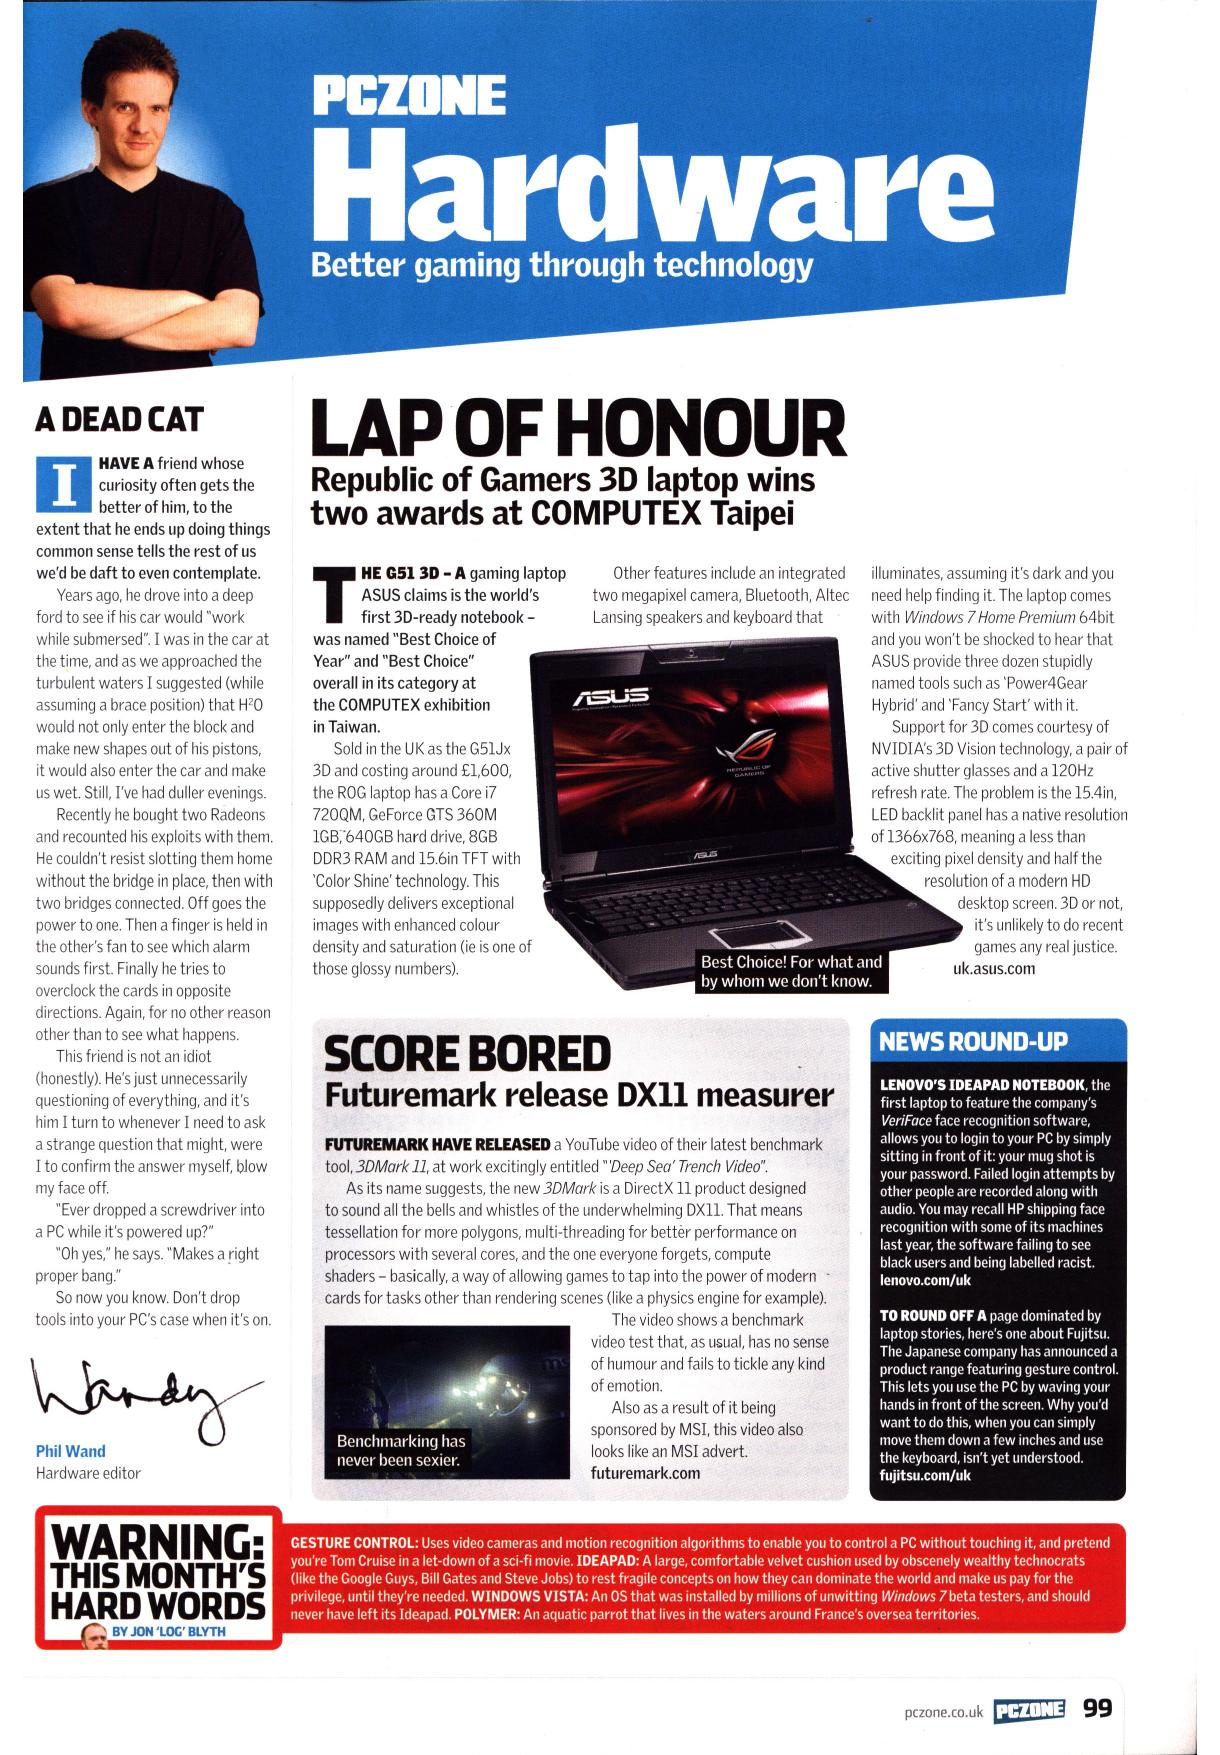 PCZONE
Hardware
Better gaming through technology
A DEAD CAT
I HAVE A friend whose
curiosity often gets the
better of him, to the
extent that he ends up doing things
common sense tells the rest of us
we'd be daft to even contemplate.
Years ago, he drove into a deep
ford to see if his car would "work
while submersed". I was in the car at
the time, and as we approached the
turbulent waters I suggested (while
assuming a brace position) that H²O
would not only enter the block and
make new shapes out of his pistons,
it would also enter the car and make
us wet. Still, I've had duller evenings.
Recently he bought two Radeons
and recounted his exploits with them.
He couldn't resist slotting them home
without the bridge in place, then with
two bridges connected. Off goes the
power to one. Then a finger is held in
the other's fan to see which alarm
sounds first. Finally he tries to
overclock the cards in opposite
directions. Again, for no other reason
other than to see what happens.
This friend is not an idiot
(honestly). He's just unnecessarily
questioning of everything, and it's
him I turn to whenever I need to ask
a strange question that might, were
I to confirm the answer myself, blow
my face off.
"Ever dropped a screwdriver into
a PC while it's powered up?"
"Oh yes," he says. "Makes a right
proper bang."
So now you know. Don't drop
tools into your PC's case when it's on.
Wandy
Phil Wand
Hardware editor
LAP OF HONOUR
Republic of Gamers 3D laptop wins
two awards at COMPUTEX Taipei
THE G51 3D – A gaming laptop
ASUS claims is the world's
first 3D-ready notebook –
was named "Best Choice of
Year" and "Best Choice"
overall in its category at
the COMPUTEX exhibition
in Taiwan.
Sold in the UK as the G51Jx
3D and costing around £1,600,
the ROG laptop has a Core i7
720QM, GeForce GTS 360M
1GB, 640GB hard drive, 8GB
DDR3 RAM and 15.6in TFT with
'Color Shine' technology. This
supposedly delivers exceptional
images with enhanced colour
density and saturation (ie is one of
those glossy numbers).
Other features include an integrated
two megapixel camera, Bluetooth, Altec
Lansing speakers and keyboard that
ASUS
REPUBLIC OF
GAMERS
ASUS
Best Choice! For what and
by whom we don't know.
illuminates, assuming it's dark and you
need help finding it. The laptop comes
with Windows 7 Home Premium 64bit
and you won't be shocked to hear that
ASUS provide three dozen stupidly
named tools such as 'Power4Gear
Hybrid' and 'Fancy Start' with it.
Support for 3D comes courtesy of
NVIDIA's 3D Vision technology, a pair of
active shutter glasses and a 120Hz
refresh rate. The problem is the 15.4in,
LED backlit panel has a native resolution
of 1366x768, meaning a less than
exciting pixel density and half the
resolution of a modern HD
desktop screen. 3D or not,
it's unlikely to do recent
games any real justice.
uk.asus.com
SCORE BORED
Futuremark release DX11 measurer
FUTUREMARK HAVE RELEASED a YouTube video of their latest benchmark
tool, 3DMark 11, at work excitingly entitled "'Deep Sea' Trench Video".
As its name suggests, the new 3DMark is a DirectX 11 product designed
to sound all the bells and whistles of the underwhelming DX11. That means
tessellation for more polygons, multi-threading for better performance on
processors with several cores, and the one everyone forgets, compute
shaders – basically, a way of allowing games to tap into the power of modern
cards for tasks other than rendering scenes (like a physics engine for example).
The video shows a benchmark
video test that, as usual, has no sense
of humour and fails to tickle any kind
of emotion.
Also as a result of it being
sponsored by MSI, this video also
looks like an MSI advert.
futuremark.com
Benchmarking has
never been sexier.
NEWS ROUND-UP
LENOVO'S IDEAPAD NOTEBOOK, the
first laptop to feature the company's
VeriFace face recognition software,
allows you to login to your PC by simply
sitting in front of it: your mug shot is
your password. Failed login attempts by
other people are recorded along with
audio. You may recall HP shipping face
recognition with some of its machines
last year, the software failing to see
black users and being labelled racist.
lenovo.com/uk
TO ROUND OFF A page dominated by
laptop stories, here's one about Fujitsu.
The Japanese company has announced a
product range featuring gesture control.
This lets you use the PC by waving your
hands in front of the screen. Why you'd
want to do this, when you can simply
move them down a few inches and use
the keyboard, isn't yet understood.
fujitsu.com/uk
WARNING:
THIS MONTH'S
HARD WORDS
BY JON 'LOG' BLYTH
GESTURE CONTROL: Uses video cameras and motion recognition algorithms to enable you to control a PC without touching it, and pretend
you're Tom Cruise in a let-down of a sci-fi movie. IDEAPAD: A large, comfortable velvet cushion used by obscenely wealthy technocrats
(like the Google Guys, Bill Gates and Steve Jobs) to rest fragile concepts on how they can dominate the world and make us pay for the
privilege, until they're needed. WINDOWS VISTA: An OS that was installed by millions of unwitting Windows 7 beta testers, and should
never have left its Ideapad. POLYMER: An aquatic parrot that lives in the waters around France's oversea territories.
pczone.co.uk PCZONE 99